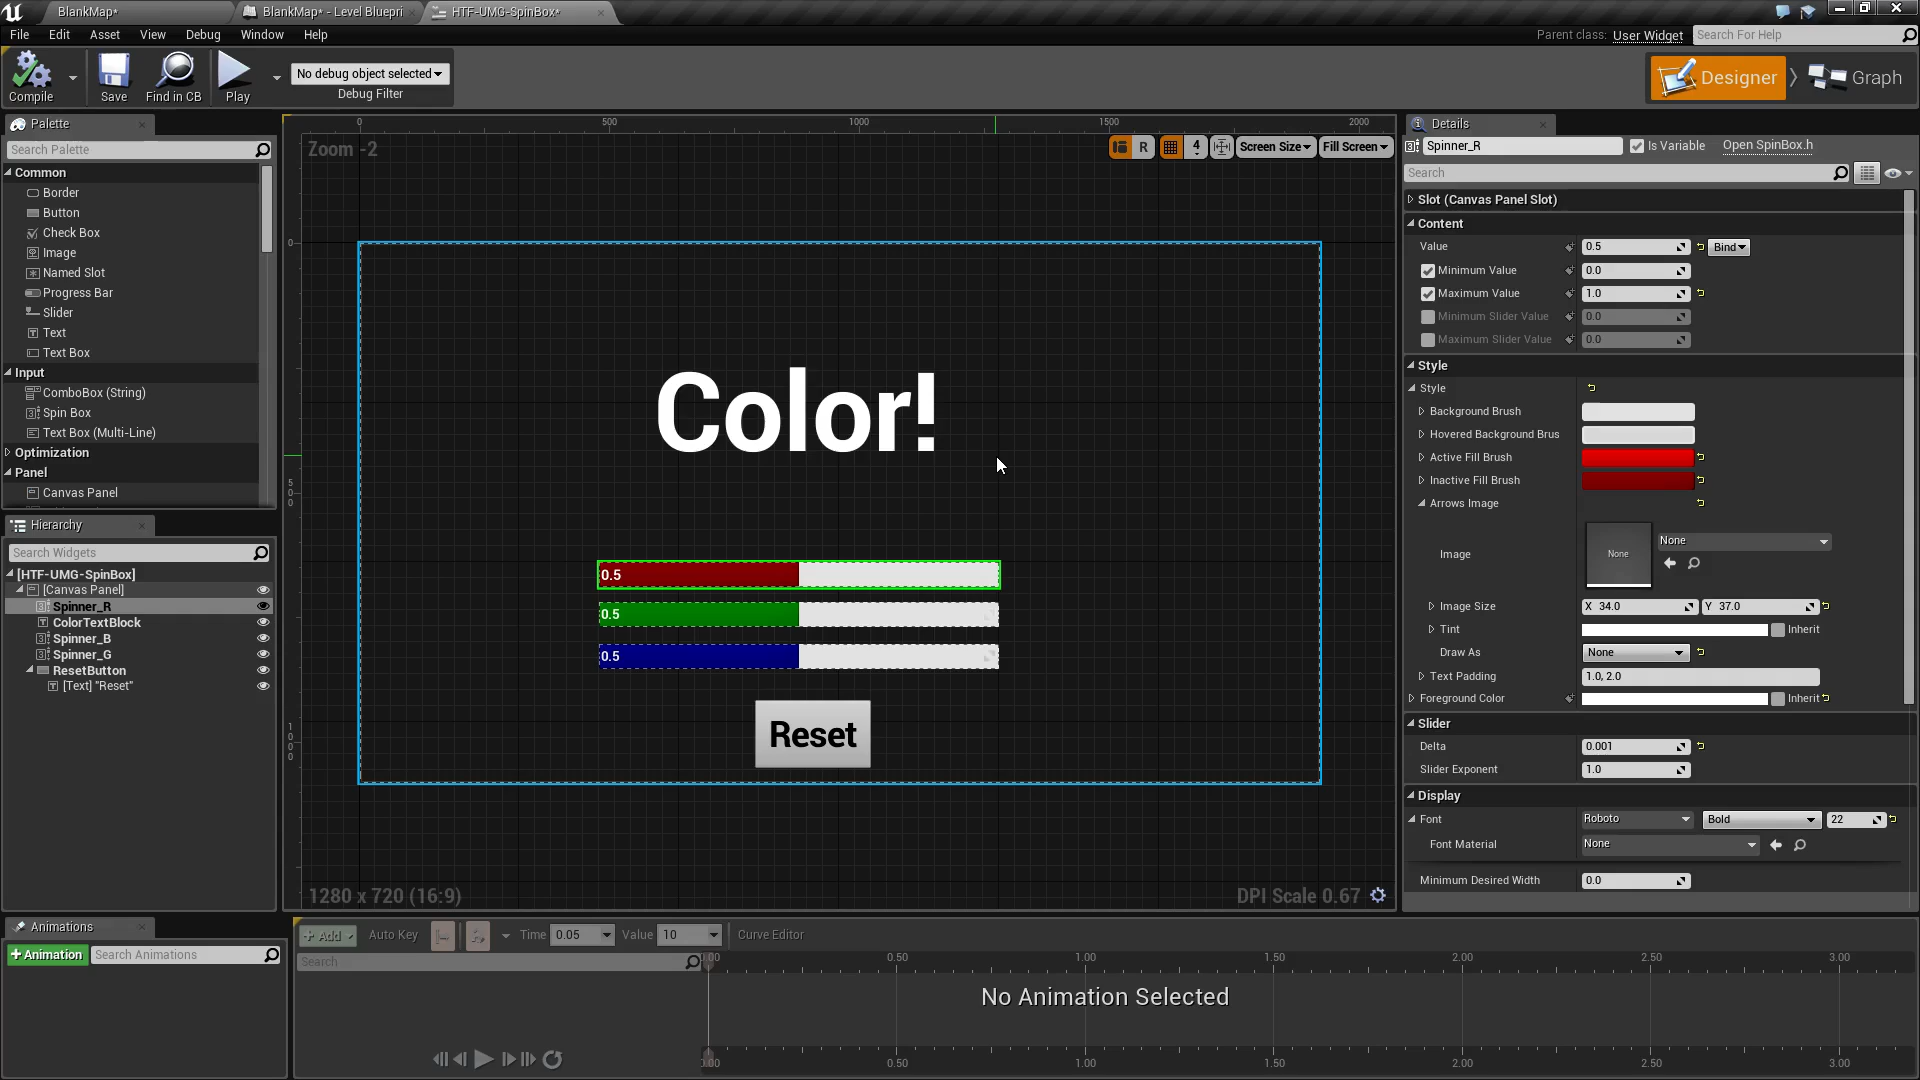 BlankMap*
BlankMap* - Level Bluepri
HTF-UMG-SpinBox*
File Edit Asset View Debug Window Help
Parent class: User Widget
Search For Help
Compile
Save
Find in CB
Play
No debug object selected
Debug Filter
Designer
Graph
Palette
Search Palette
Common
Border
Button
Check Box
Image
Named Slot
Progress Bar
Slider
Text
Text Box
Input
ComboBox (String)
Spin Box
Text Box (Multi-Line)
Optimization
Panel
Canvas Panel
Hierarchy
Search Widgets
[HTF-UMG-SpinBox]
[Canvas Panel]
Spinner_R
ColorTextBlock
Spinner_B
Spinner_G
ResetButton
[Text] "Reset"
0 500 1000 1500 2000
Zoom -2
R
4
Screen Size
Fill Screen
0
500
1000
Color!
0.5
0.5
0.5
Reset
1280 x 720 (16:9)
DPI Scale 0.67
Details
Spinner_R
Is Variable
Open SpinBox.h
Search
Slot (Canvas Panel Slot)
Content
Value 0.5 Bind
Minimum Value 0.0
Maximum Value 1.0
Minimum Slider Value 0.0
Maximum Slider Value 0.0
Style
Style
Background Brush
Hovered Background Brus
Active Fill Brush
Inactive Fill Brush
Arrows Image
Image None None
Image Size X 34.0 Y 37.0
Tint Inherit
Draw As None
Text Padding 1.0, 2.0
Foreground Color Inherit
Slider
Delta 0.001
Slider Exponent 1.0
Display
Font Roboto Bold 22
Font Material None
Minimum Desired Width 0.0
Animations
+Animation
Search Animations
+Add
Auto Key
Time 0.05
Value 10
Curve Editor
Search
0.00 0.50 1.00 1.50 2.00 2.50 3.00
No Animation Selected
0.00 0.50 1.00 1.50 2.00 2.50 3.00